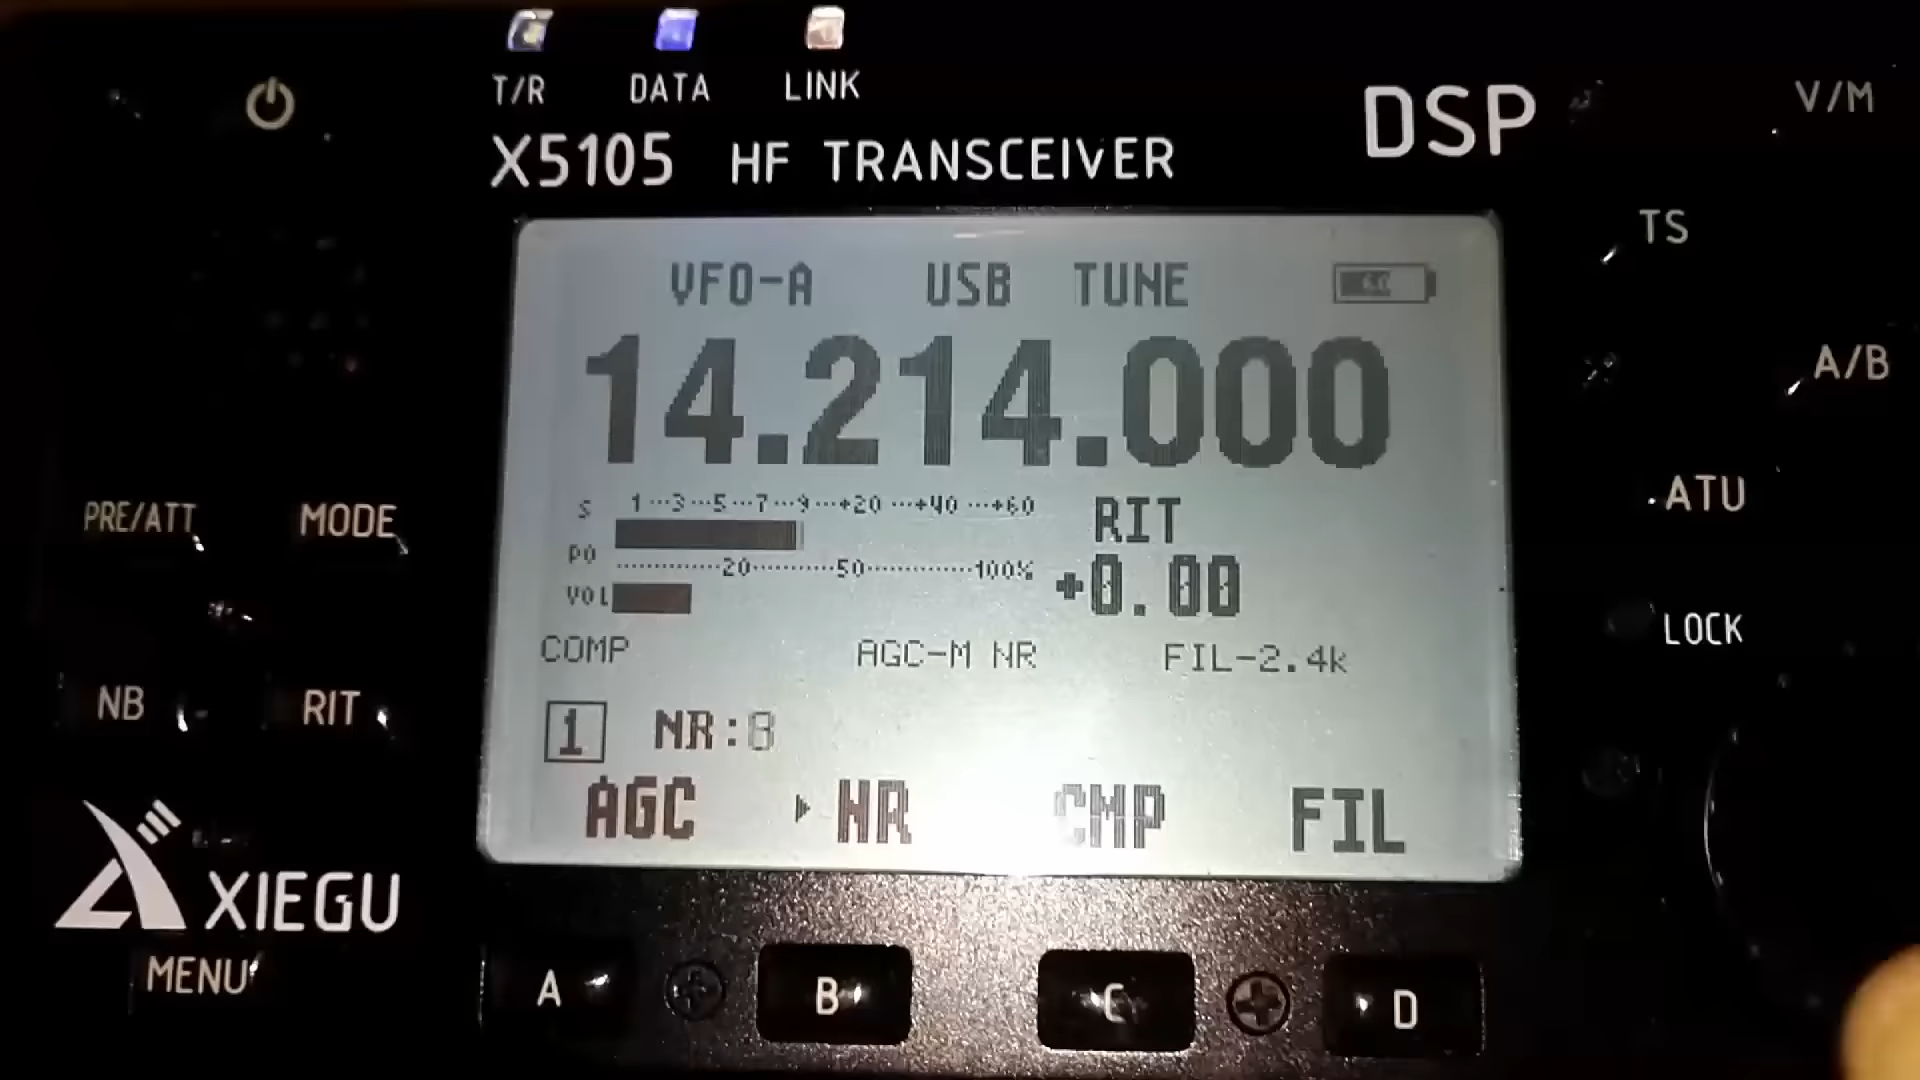 T/R DATA LINK
X5105 HF TRANSCEIVER DSP V/M
TS
VFO-A USB TUNE
14.214.000
A/B
S 1 3 5 7 9 +20 +40 +60
PO 20 50 100%
VOL
RIT
+0.00
COMP AGC-M NR FIL-2.4k
1 NR:8
AGC NR CMP FIL
PRE/ATT MODE
NB RIT
ATU
LOCK
XIEGU
MENU
A B C D